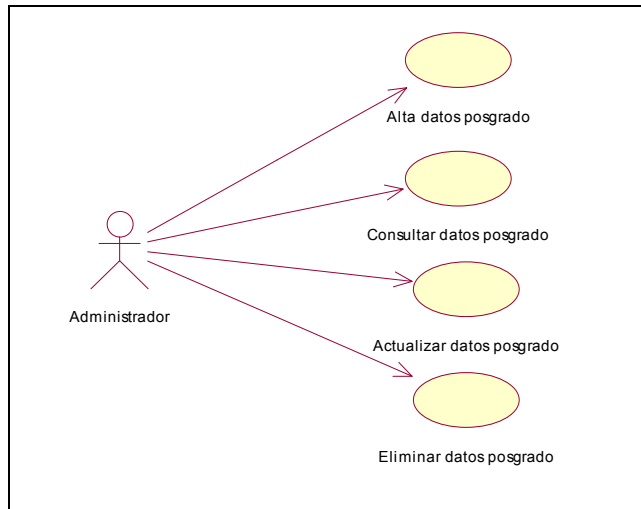 Alta datos posgrado
Consultar datos posgrado
Administrador
Actualizar datos posgrado
Eliminar datos posgrado